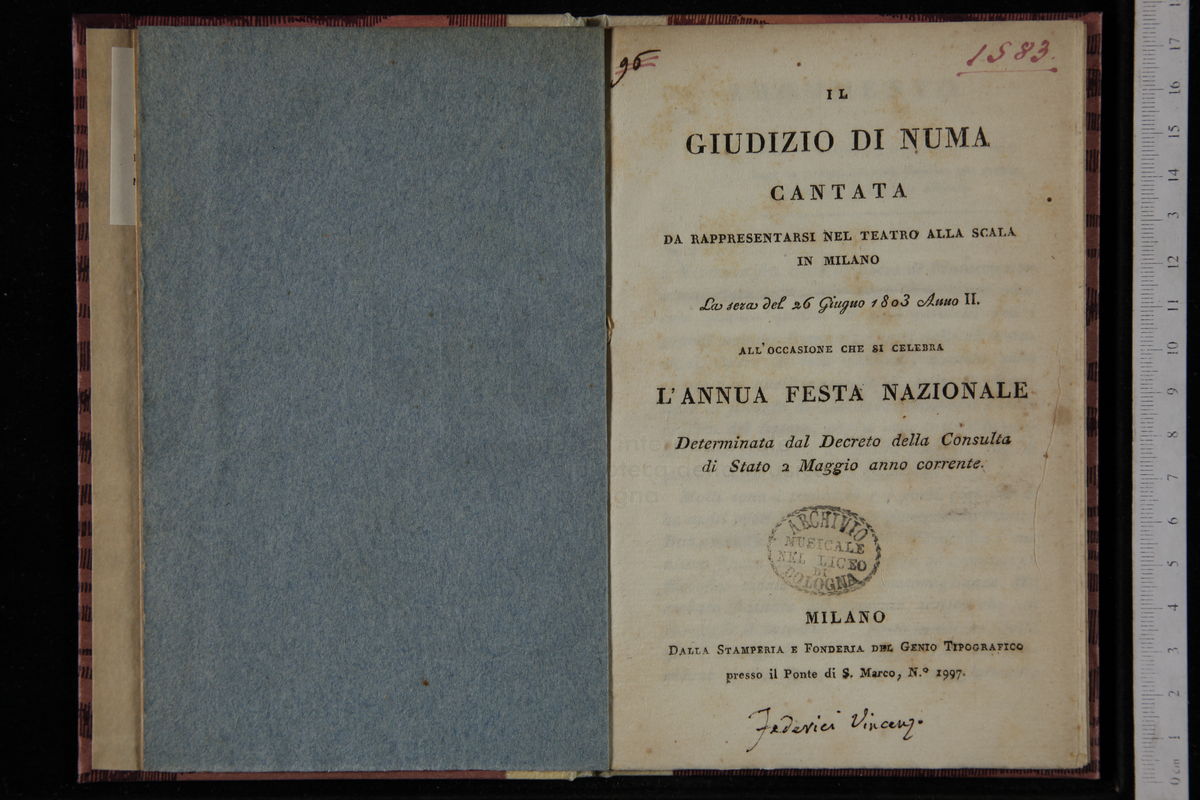 96
1583.
IL
GIUDIZIO DI NUMA
CANTATA
DA RAPPRESENTARSI NEL TEATRO ALLA SCALA
IN MILANO
La sera del 26 Giugno 1803 Anno II.
ALL'OCCASIONE CHE SI CELEBRA
L'ANNUA FESTA NAZIONALE
Determinata dal Decreto della Consulta
di Stato 2 Maggio anno corrente.
ARCHIVIO
MUSICALE
NEL LICEO
DI
BOLOGNA
MILANO
DALLA STAMPERIA E FONDERIA DEL GENIO TIPOGRAFICO
presso il Ponte di S. Marco, N.º 1997.
Federici Vincenz.